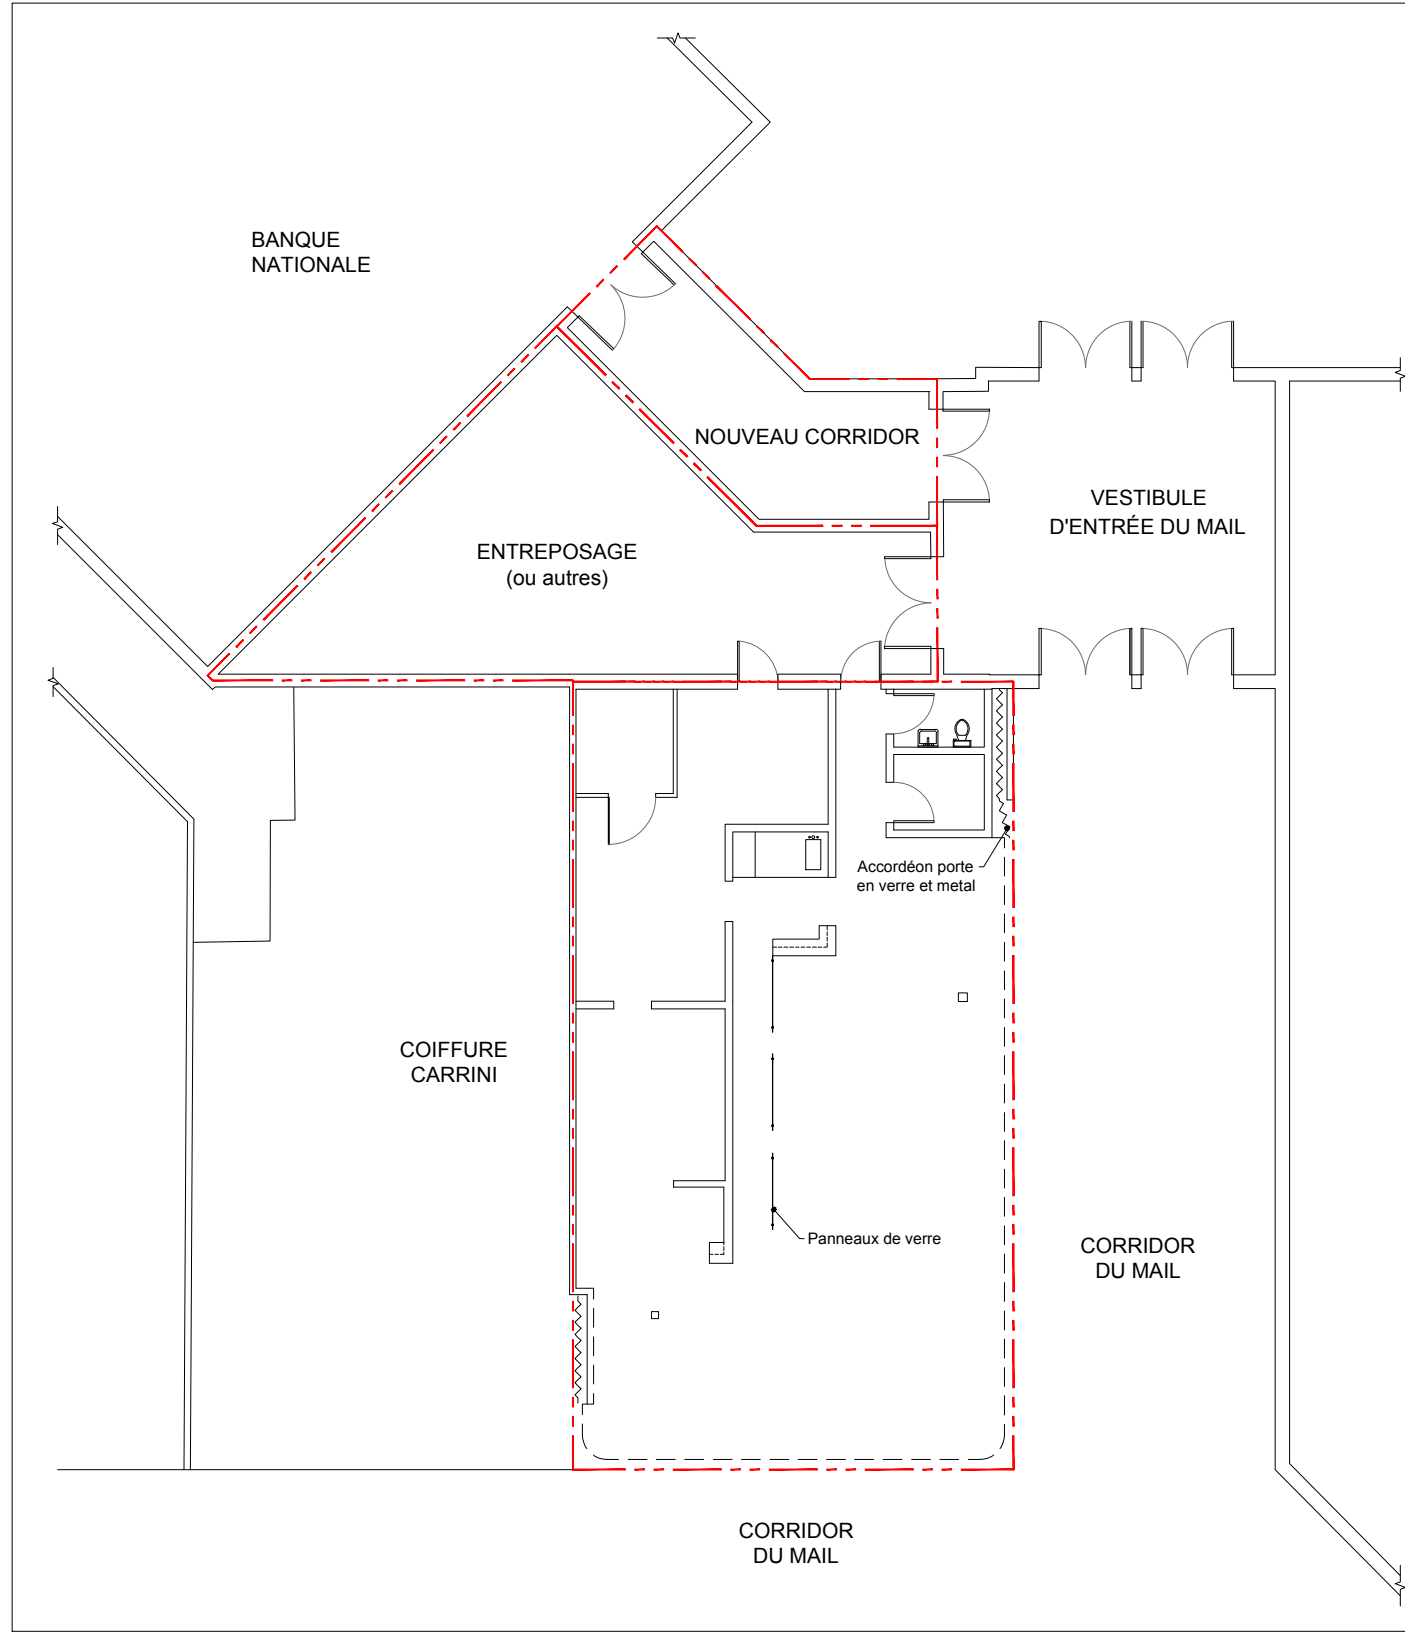 BANQUE
NATIONALE
NOUVEAU CORRIDOR
VESTIBULE
D'ENTRÉE DU MAIL
ENTREPOSAGE
(ou autres)
Accordéon porte
en verre et metal
COIFFURE
CARRINI
Panneaux de verre
CORRIDOR
DU MAIL
CORRIDOR
DU MAIL